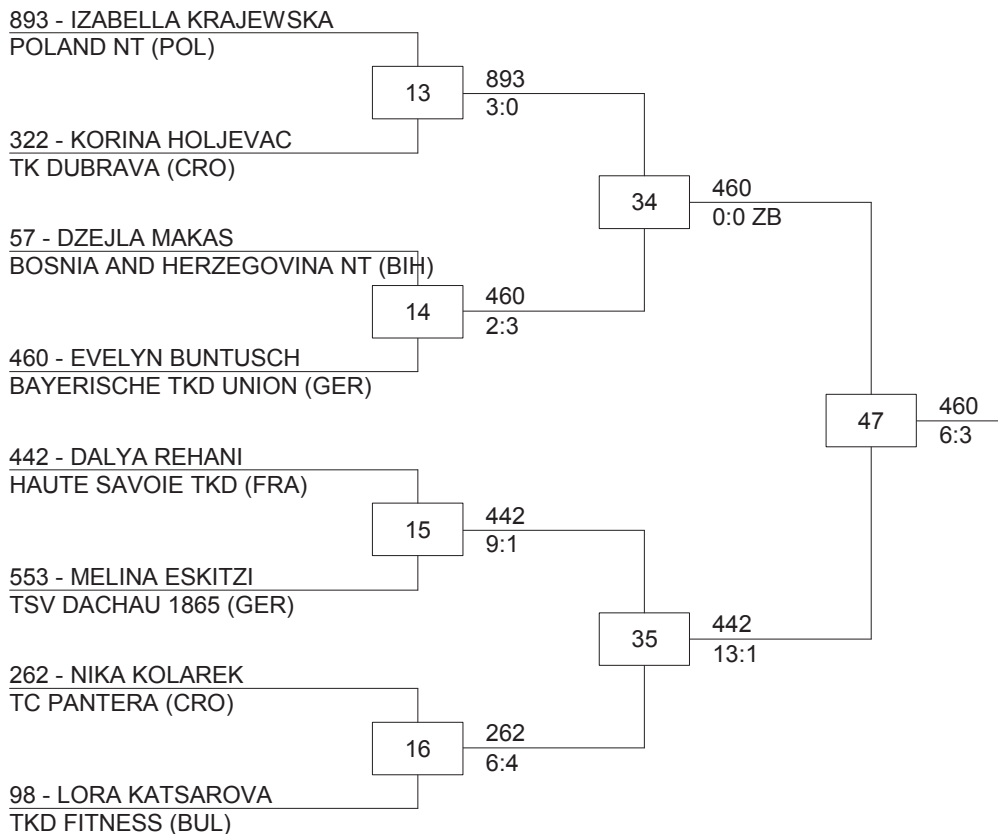 893 - IZABELLA KRAJEWSKA
POLAND NT (POL)
13
893
3:0
322 - KORINA HOLJEVAC
TK DUBRAVA (CRO)
34
460
0:0 ZB
57 - DZEJLA MAKAS
BOSNIA AND HERZEGOVINA NT (BIH)
14
460
2:3
460 - EVELYN BUNTUSCH
BAYERISCHE TKD UNION (GER)
47
460
6:3
442 - DALYA REHANI
HAUTE SAVOIE TKD (FRA)
15
442
9:1
553 - MELINA ESKITZI
TSV DACHAU 1865 (GER)
35
442
13:1
262 - NIKA KOLAREK
TC PANTERA (CRO)
16
262
6:4
98 - LORA KATSAROVA
TKD FITNESS (BUL)